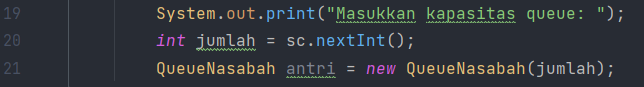 19 System.out.print("Masukkan kapasitas queue: ");
20 int jumlah = sc.nextInt();
21 QueueNasabah antri = new QueueNasabah(jumlah);